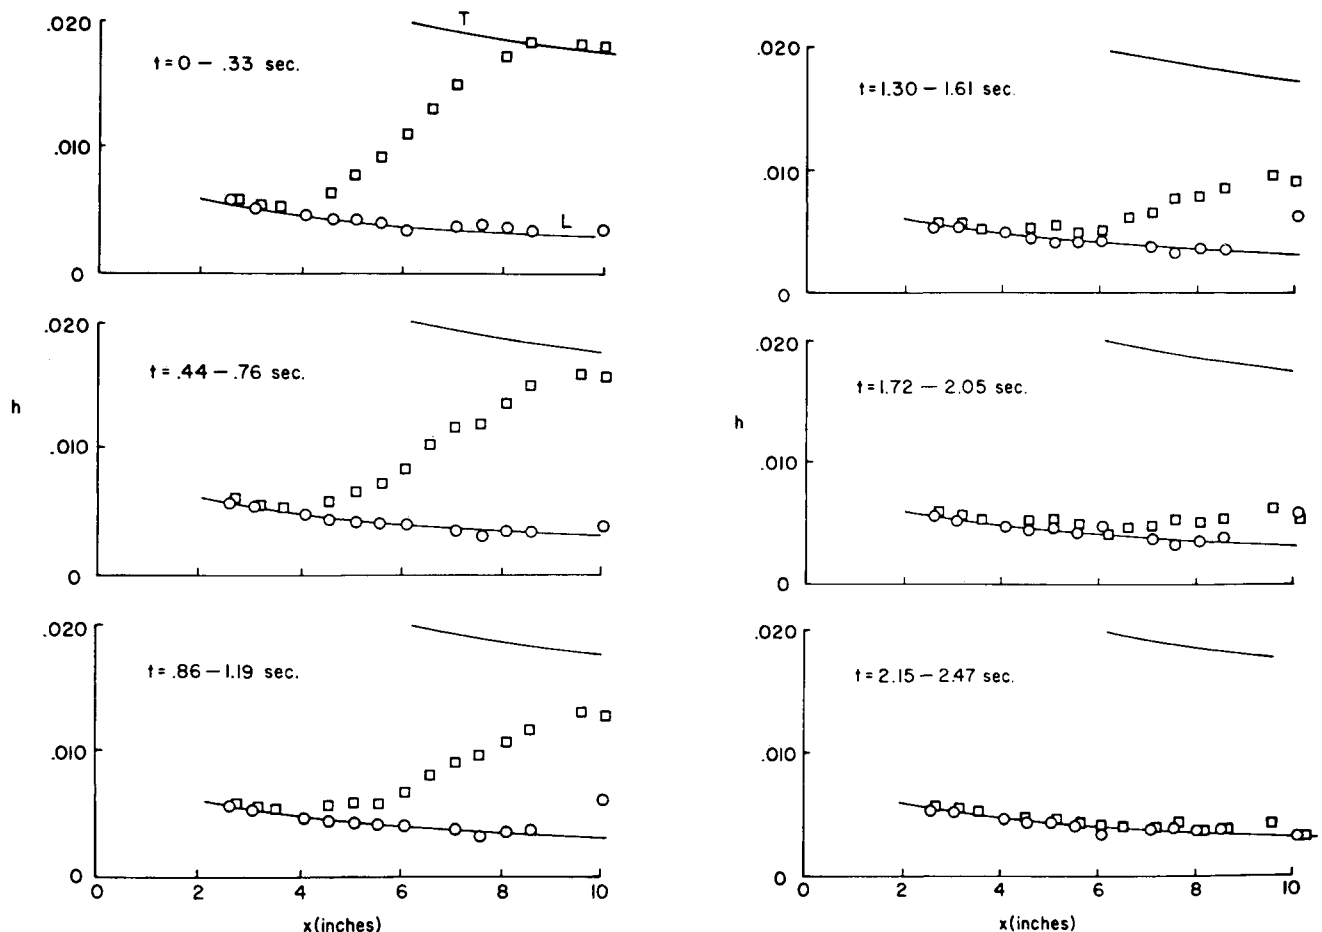 .020
T
t=0 – .33 sec.
.010
L
0
.020
t = .44 – .76 sec.
h
.010
0
.020
t = .86 – 1.19 sec.
.010
0
0 2 4 6 8 10
x(inches)
.020
t=1.30 – 1.61 sec.
.010
0
.020
t=1.72 – 2.05 sec.
h
.010
0
.020
t=2.15 – 2.47 sec.
.010
0
2 4 6 8 10
x(inches)